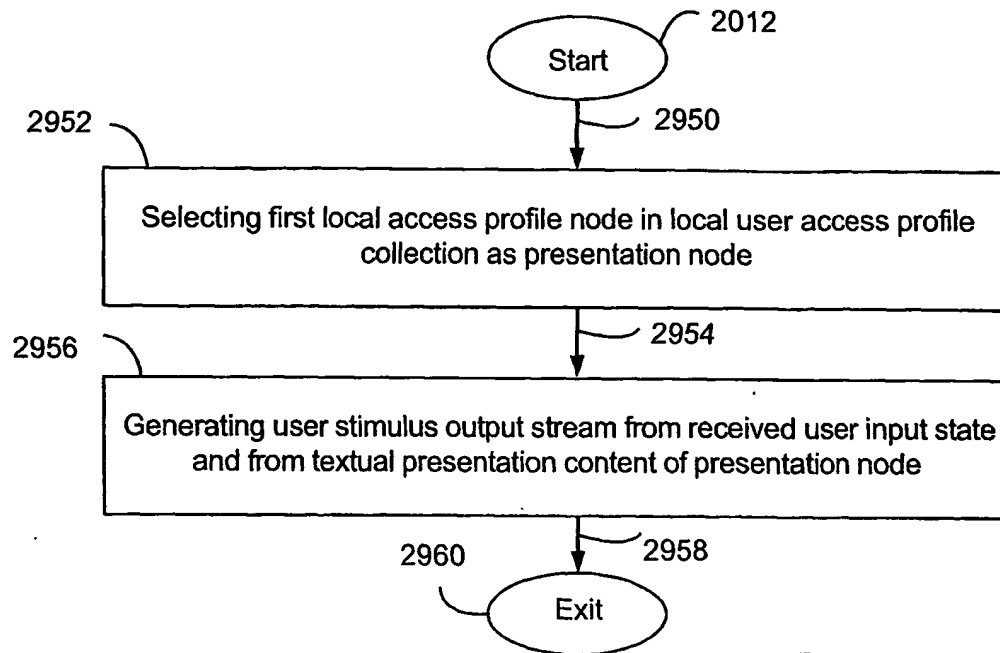 2012
Start
2950
2952
Selecting first local access profile node in local user access profile
collection as presentation node
2954
2956
Generating user stimulus output stream from received user input state
and from textual presentation content of presentation node
2958
2960
Exit